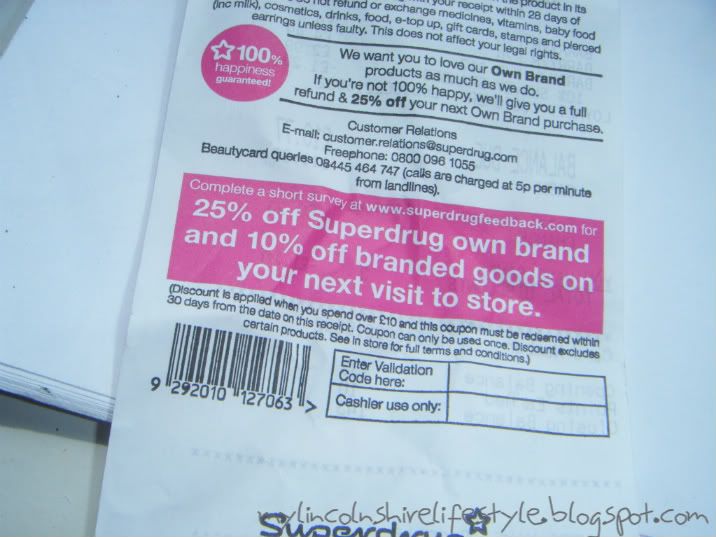 the product in its
your receipt within 28 days of
not refund or exchange medicines, vitamins, baby food
(inc milk), cosmetics, drinks, food, e-top up, gift cards, stamps and pierced
earrings unless faulty. This does not affect your legal rights.
100%
happiness
guaranteed!
We want you to love our Own Brand
products as much as we do.
If you're not 100% happy, we'll give you a full
refund & 25% off your next Own Brand purchase.
Customer Relations
E-mail: customer.relations@superdrug.com
Freephone: 0800 096 1055
Beautycard queries 08445 464 747 (calls are charged at 5p per minute
from landlines).
Complete a short survey at www.superdrugfeedback.com for
25% off Superdrug own brand
and 10% off branded goods on
your next visit to store.
(Discount is applied when you spend over £10 and this coupon must be redeemed within
30 days from the date on this receipt. Coupon can only be used once. Discount excludes
certain products. See in store for full terms and conditions.)
9 292010 127063 >
Enter Validation
Code here:
Cashier use only:
Superdrug
mylincolnshirelifestyle.blogspot.com